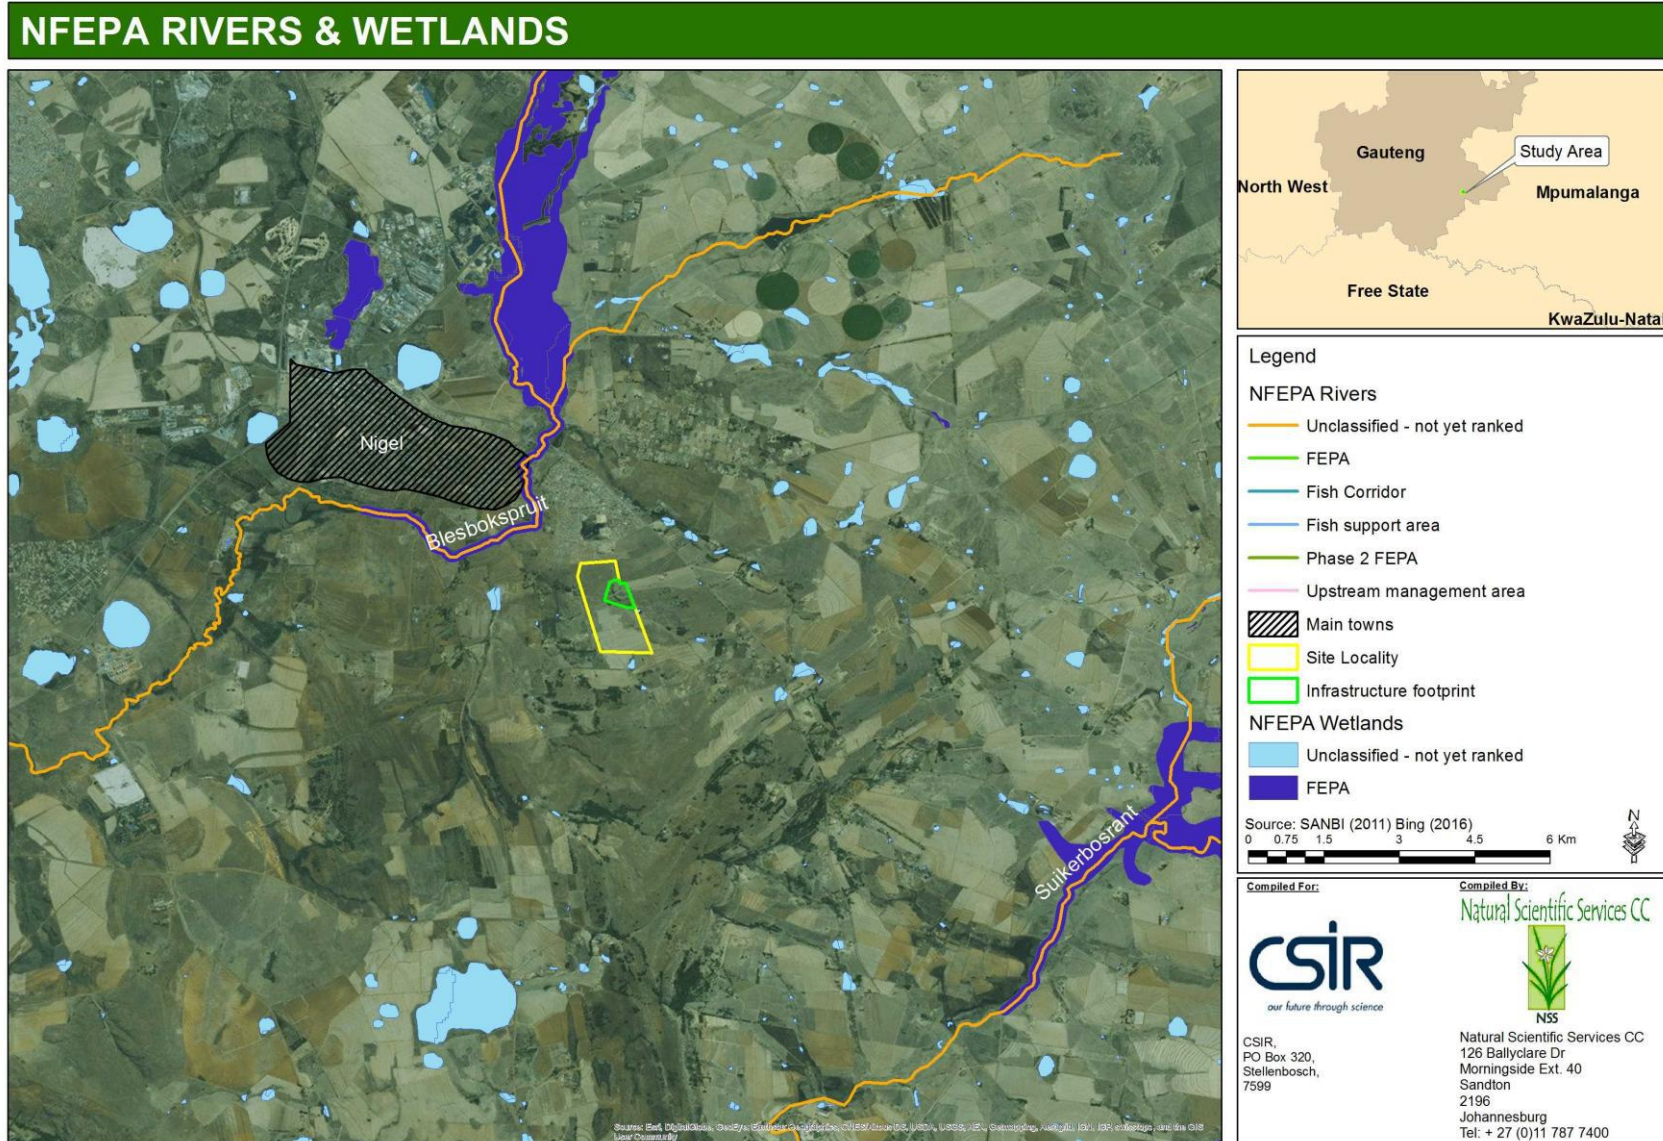 NFEPA RIVERS & WETLANDS
Nigel
Blesbokspruit
Suikerbosrant
User Community
Gauteng
Study Area
North West
Mpumalanga
Free State
KwaZulu-Natal
Legend
NFEPA Rivers
Unclassified - not yet ranked
FEPA
Fish Corridor
Fish support area
Phase 2 FEPA
Upstream management area
Main towns
Site Locality
Infrastructure footprint
NFEPA Wetlands
Unclassified - not yet ranked
FEPA
Source: SANBI (2011) Bing (2016)
0 0.75 1.5 3 4.5 6 Km
N
Compiled For:
CSIR
our future through science
CSIR,
PO Box 320,
Stellenbosch,
7599
Compiled By:
Natural Scientific Services CC
NSS
Natural Scientific Services CC
126 Ballyclare Dr
Morningside Ext. 40
Sandton
2196
Johannesburg
Tel: + 27 (0)11 787 7400